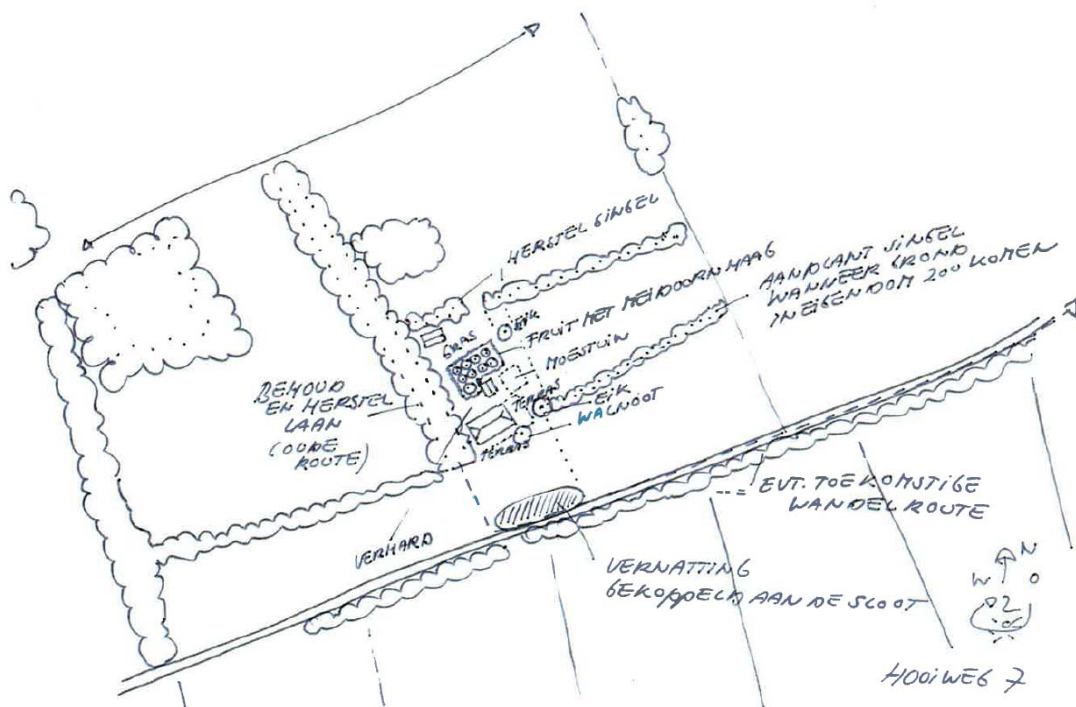 HERSTEL SINGEL
AANPLANT SINGEL
WANNEER GROND
IN EIGENDOM ZOU KOMEN
EIK
FRUIT MET MEIDOORNHAAG
GRAS
MOESTUIN
TERRAS
EIK
WALNOOT
TERRAS
BEHOUD
EN HERSTEL
LAAN
(OUDE
ROUTE)
--= EVT. TOEKOMSTIGE
WANDELROUTE
VERHARD
VERNATTING
GEKOPPELD AAN DE SLOOT
N
W O
Z
HOOIWEG 7